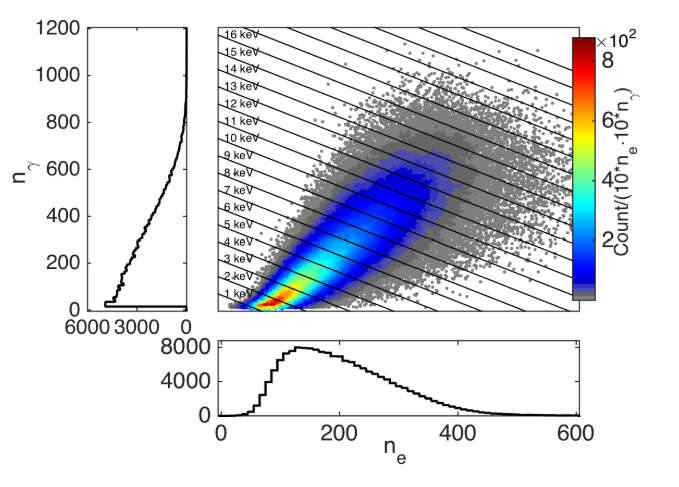 1200
1000
800
600
400
200
0
n_γ
6000 3000 0
16 keV
15 keV
14 keV
13 keV
12 keV
11 keV
10 keV
9 keV
8 keV
7 keV
6 keV
5 keV
4 keV
3 keV
2 keV
1 keV
×10²
8
6
4
2
Count/(10*n_e·10*n_γ)
8000
4000
0
0 200 400 600
n_e